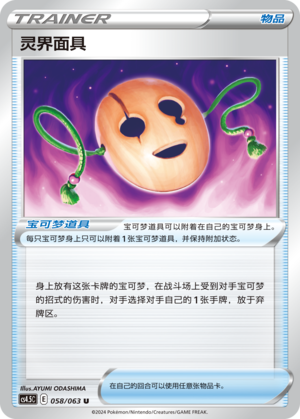 TRAINER 物品
灵界面具
宝可梦道具 宝可梦道具可以附着在自己的宝可梦身上。
每只宝可梦身上只可以附着1张宝可梦道具，并保持附加状态。
身上放有这张卡牌的宝可梦，在战斗场上受到对手宝可梦
的招式的伤害时，对手选择对手自己的1张手牌，放于弃
牌区。
Illus. AYUMI ODASHIMA
CS4.5C E 058/063 U
在自己的回合可以使用任意张物品卡。
©2024 Pokémon/Nintendo/Creatures/GAME FREAK.